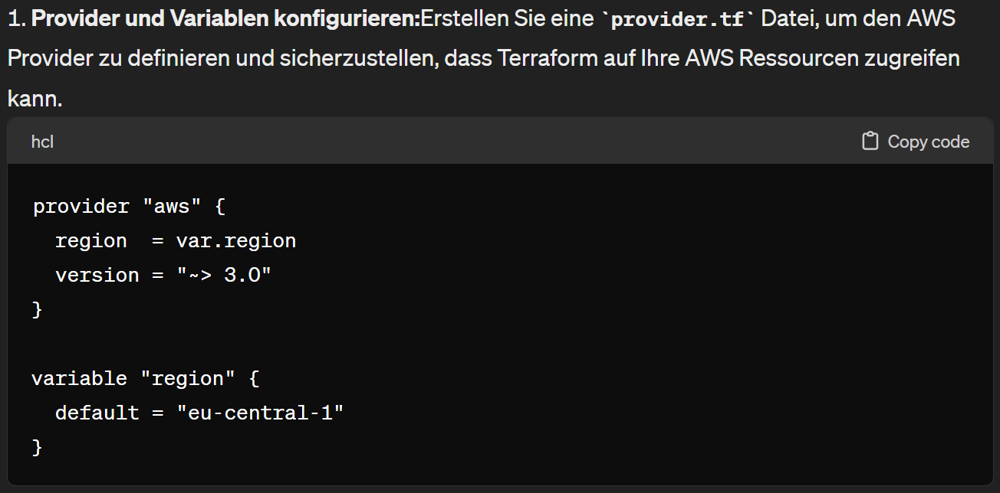 1. Provider und Variablen konfigurieren:Erstellen Sie eine `provider.tf` Datei, um den AWS
Provider zu definieren und sicherzustellen, dass Terraform auf Ihre AWS Ressourcen zugreifen
kann.
hcl
Copy code
provider "aws" {
  region  = var.region
  version = "~> 3.0"
}

variable "region" {
  default = "eu-central-1"
}